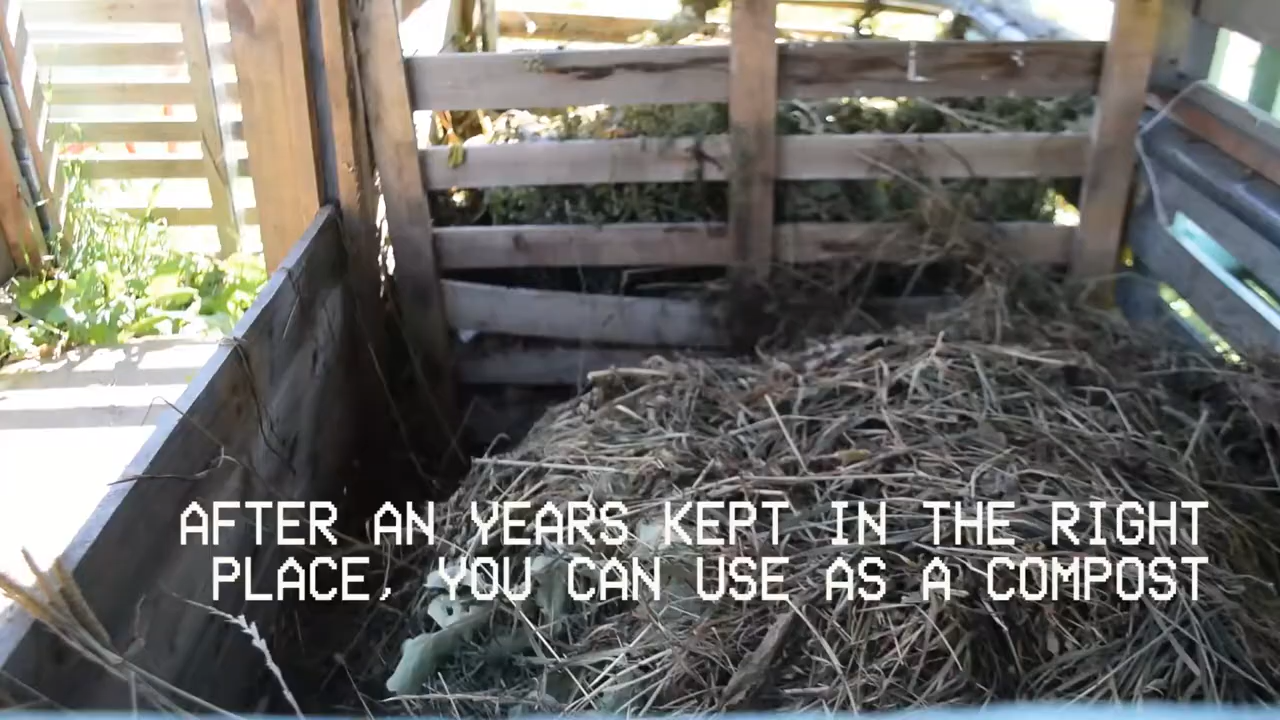 AFTER AN YEARS KEPT IN THE RIGHT
PLACE, YOU CAN USE AS A COMPOST